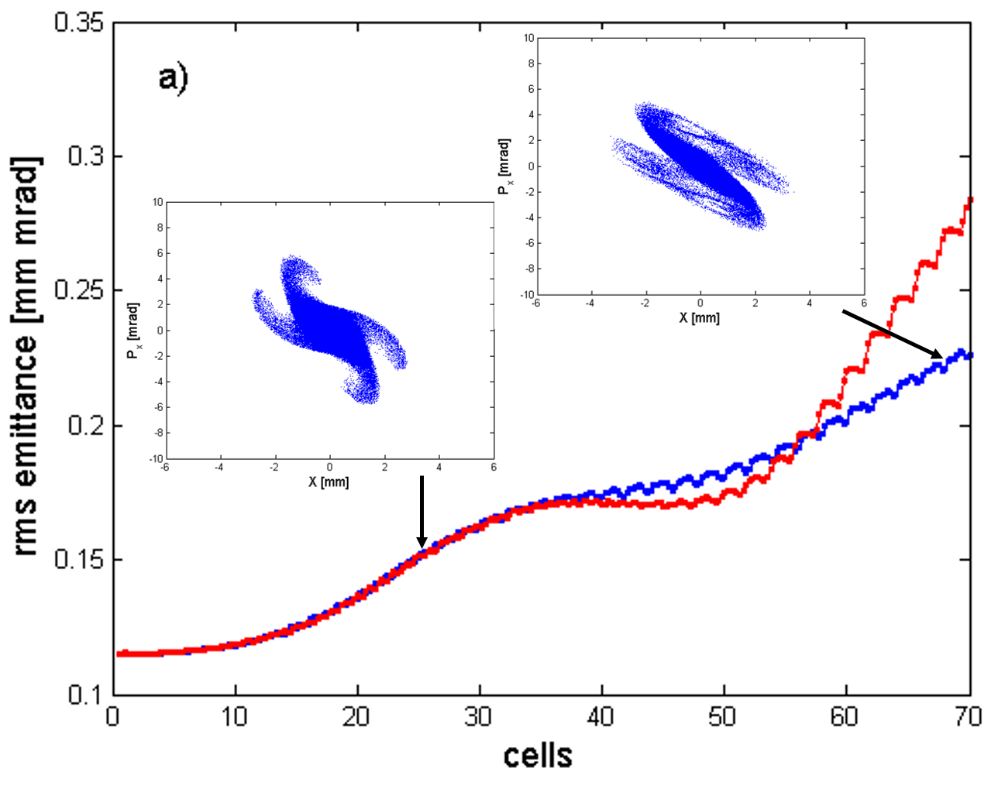 a)
rms emittance [mm mrad]
0.35
0.3
0.25
0.2
0.15
0.1
0 10 20 30 40 50 60 70
cells
P_x [mrad]
10
8
6
4
2
0
-2
-4
-6
-8
-10
-6 -4 -2 0 2 4 6
X [mm]
P_x [mrad]
10
8
6
4
2
0
-2
-4
-6
-8
-10
-6 -4 -2 0 2 4 6
X [mm]